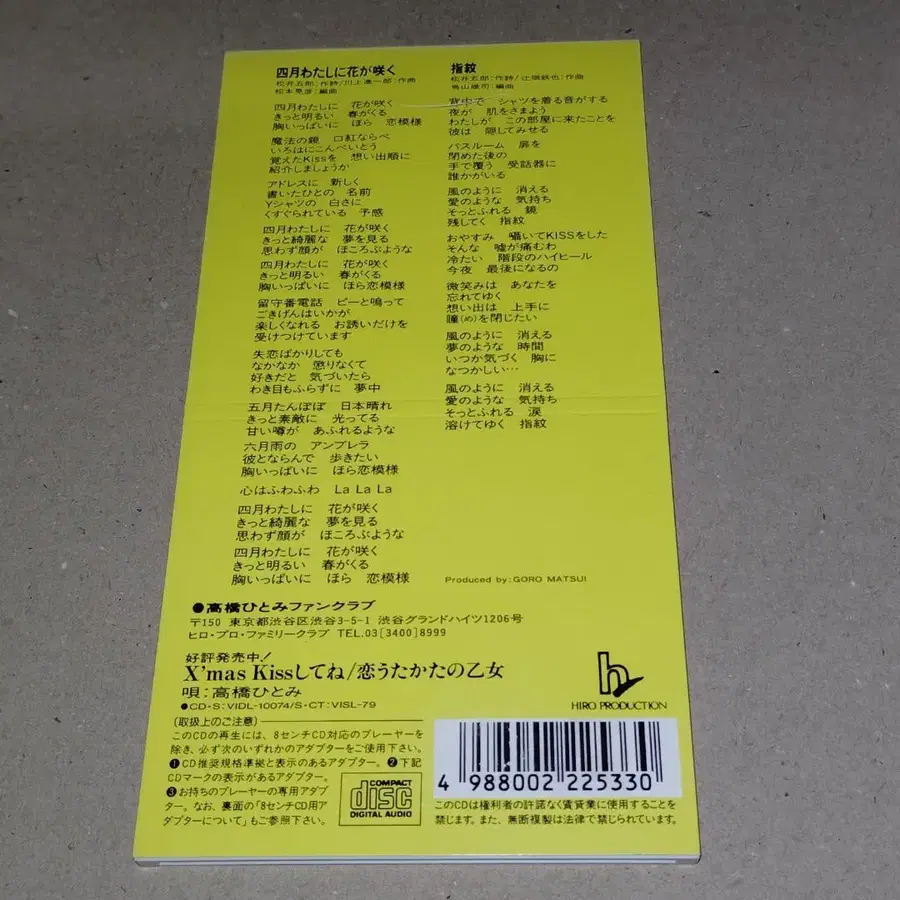 四月わたしに花が咲く
松井五郎:作詩/川上進一郎:作曲
松本晃彦:編曲
四月わたしに 花が咲く
きっと明るい 春がくる
胸いっぱいに ほら 恋模様
魔法の鏡 口紅ならべ
いろはにこんぺいとう
覚えたKissを 想い出順に
紹介しましょうか
アドレスに 新しく
書いたひとの 名前
Yシャツの 白さに
くすぐられている 予感
四月わたしに 花が咲く
きっと綺麗な 夢を見る
思わず顔が ほころぶような
四月わたしに 花が咲く
きっと明るい 春がくる
胸いっぱいに ほら恋模様
留守番電話 ピーと鳴って
ごきげんはいかが
楽しくなれる お誘いだけを
受けつけています
失恋ばかりしても
なかなか 懲りなくて
好きだと 気づいたら
わき目もふらずに 夢中
五月たんぽぽ 日本晴れ
きっと素敵に 光ってる
甘い噂が あふれるような
六月雨の アンブレラ
彼とならんで 歩きたい
胸いっぱいに ほら恋模様
心はふわふわ La La La
四月わたしに 花が咲く
きっと綺麗な 夢を見る
思わず顔が ほころぶような
四月わたしに 花が咲く
きっと明るい 春がくる
胸いっぱいに ほら 恋模様
指紋
松井五郎:作詩/辻畑鉄也:作曲
鳥山雄司:編曲
背中で シャツを着る音がする
夜が 肌をさまよう
わたしが この部屋に来たことを
彼は 隠してみせる
バスルーム 扉を
閉めた後の
手で覆う 受話器に
誰かがいる
風のように 消える
愛のような 気持ち
そっとふれる 鏡
残してく 指紋
おやすみ 囁いてKISSをした
そんな 嘘が痛むわ
冷たい 階段のハイヒール
今夜 最後になるの
微笑みは あなたを
忘れてゆく
想い出は 上手に
瞳(め)を閉じたい
風のように 消える
夢のような 時間
いつか気づく 胸に
なつかしい…
風のように 消える
愛のような 気持ち
そっとふれる 涙
溶けてゆく 指紋
Produced by:GORO MATSUI
●高橋ひとみファンクラブ
〒150 東京都渋谷区渋谷3-5-1 渋谷グランドハイツ1206号
ヒロ・プロ・ファミリークラブ TEL.03[3400]8999
好評発売中!
X'mas Kissしてね/恋うたかたの乙女
唄:高橋ひとみ
●CD・S:VIDL-10074/S・CT:VISL-79
h
HIRO PRODUCTION
(取扱上のご注意)
このCDの再生には、8センチCD対応のプレーヤーを
除き、必ず次のいずれかのアダプターをご使用下さい。
❶CD推奨規格準拠と表示のあるアダプター。❷下記
CDマークの表示があるアダプター。
❸お持ちのプレーヤーの専用アダプ
ター。なお、裏面の「8センチCD用ア
ダプターについて」もご参照下さい。
COMPACT
disc
DIGITAL AUDIO
4 988002 225330
このCDは権利者の許諾なく賃貸業に使用することを
禁じます。また、無断複製は法律で禁じられています。